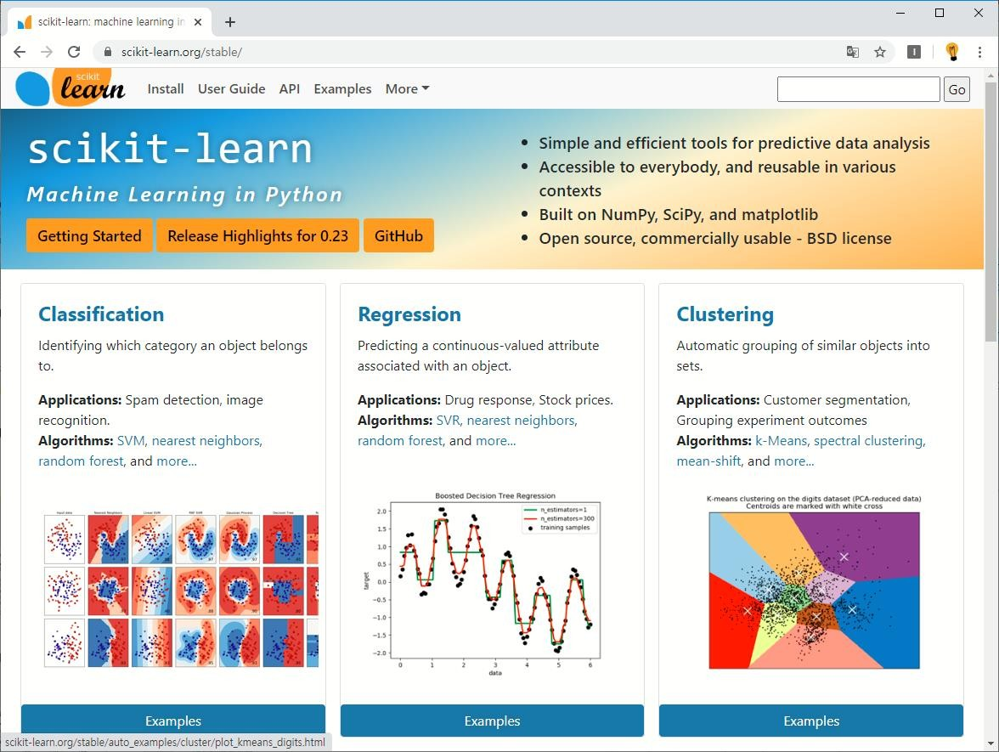 scikit-learn: machine learning in
scikit-learn.org/stable/
scikit
learn
Install User Guide API Examples More
Go
scikit-learn
Machine Learning in Python
Getting Started Release Highlights for 0.23 GitHub
Simple and efficient tools for predictive data analysis
Accessible to everybody, and reusable in various
contexts
Built on NumPy, SciPy, and matplotlib
Open source, commercially usable - BSD license
Classification
Identifying which category an object belongs
to.
Applications: Spam detection, image
recognition.
Algorithms: SVM, nearest neighbors,
random forest, and more...
Input data Nearest Neighbors Linear SVM RBF SVM Gaussian Process Decision Tree
Examples
Regression
Predicting a continuous-valued attribute
associated with an object.
Applications: Drug response, Stock prices.
Algorithms: SVR, nearest neighbors,
random forest, and more...
Boosted Decision Tree Regression
n_estimators=1
n_estimators=300
training samples
2.0
1.5
1.0
0.5
0.0
−0.5
−1.0
−1.5
−2.0
target
0 1 2 3 4 5 6
data
Examples
Clustering
Automatic grouping of similar objects into
sets.
Applications: Customer segmentation,
Grouping experiment outcomes
Algorithms: k-Means, spectral clustering,
mean-shift, and more...
K-means clustering on the digits dataset (PCA-reduced data)
Centroids are marked with white cross
Examples
scikit-learn.org/stable/auto_examples/cluster/plot_kmeans_digits.html